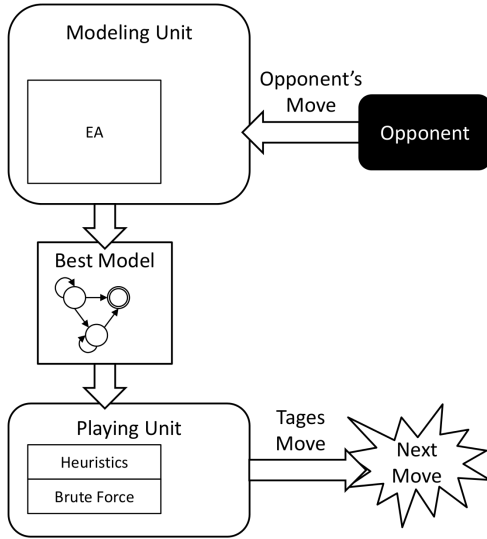 Modeling Unit
EA
Opponent's
Move
Opponent
Best Model
Playing Unit
Heuristics
Brute Force
Tages
Move
Next
Move